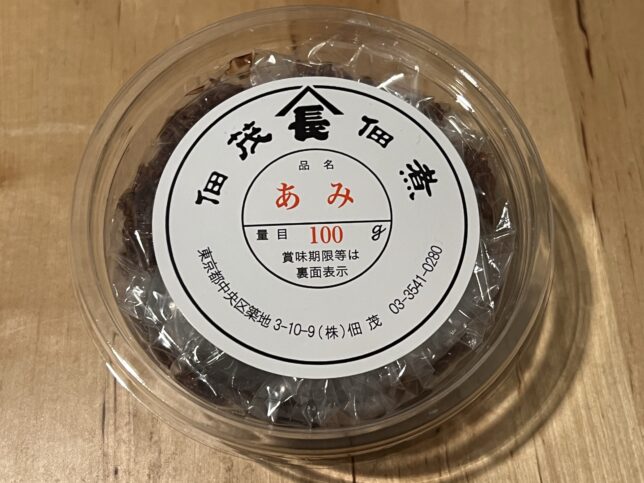 佃茂 長 佃煮
品名
あみ
量目 100 g
賞味期限等は
裏面表示
東京都中央区築地3-10-9(株)佃茂 03-3541-0280